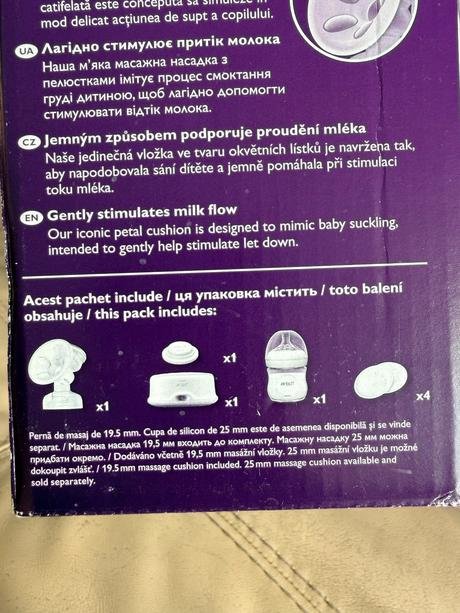 catifelată este concepută să simuleze în
mod delicat acțiunea de supt a copilului.
UA Лагідно стимулює притік молока
Наша м'яка масажна насадка з
пелюстками імітує процес смоктання
груді дитиною, щоб лагідно допомогти
стимулювати відтік молока.
CZ Jemným způsobem podporuje proudění mléka
Naše jedinečná vložka ve tvaru okvětních lístků je navržena tak,
aby napodobovala sání dítěte a jemně pomáhala při stimulaci
toku mléka.
EN Gently stimulates milk flow
Our iconic petal cushion is designed to mimic baby suckling,
intended to gently help stimulate let down.
Acest pachet include / ця упаковка містить / toto balení
obsahuje / this pack includes:
x1
AVENT
AVENT
x1
x1
x1
x4
Pernă de masaj de 19.5 mm. Cupa de silicon de 25 mm este de asemenea disponibilă și se vinde
separat. / Масажна насадка 19,5 мм входить до комплекту. Масажну насадку 25 мм можна
придбати окремо. / Dodáváno včetně 19,5 mm masážní vložky. 25 mm masážní vložku je možné
dokoupit zvlášť. / 19.5 mm massage cushion included. 25 mm massage cushion available and
sold separately.